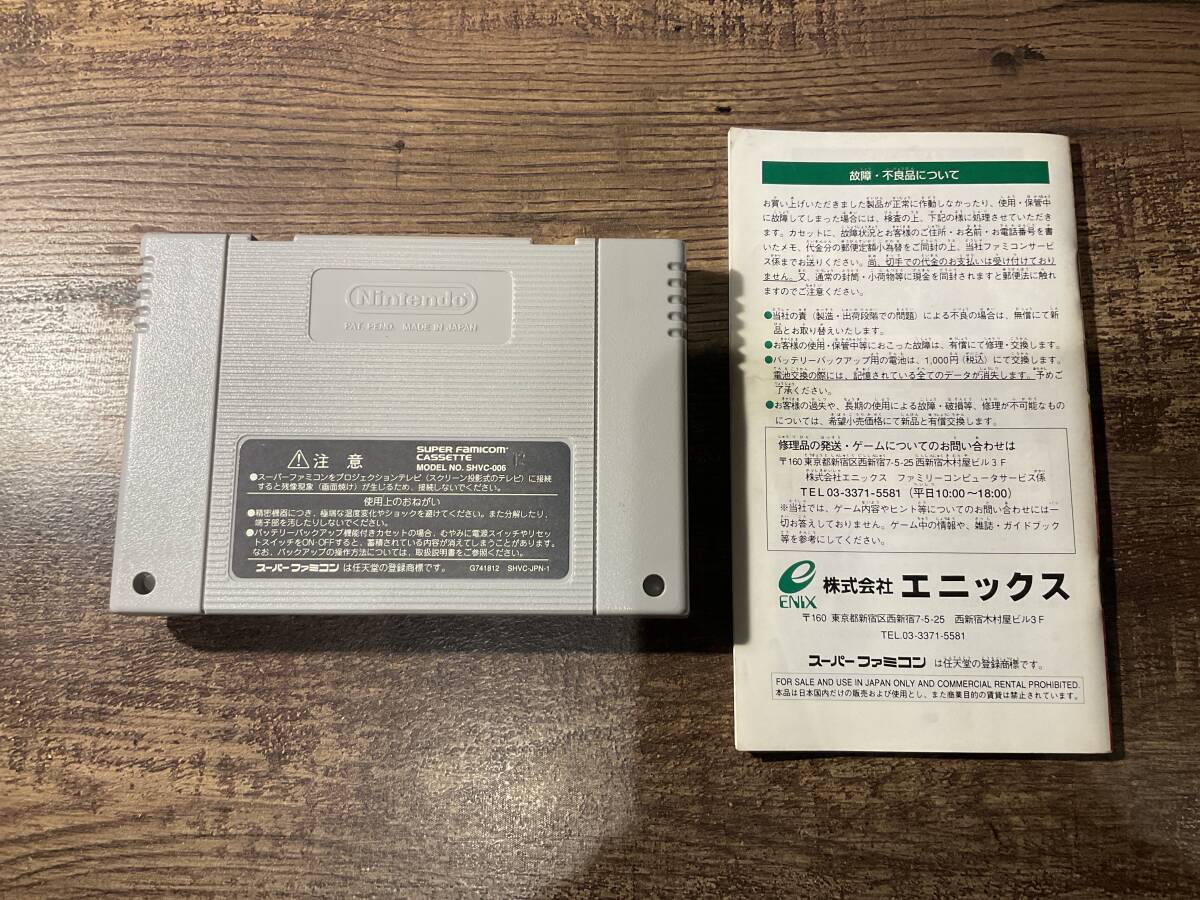 Nintendo
PAT. PEND. MADE IN JAPAN
注意
SUPER FAMICOM
CASSETTE
MODEL NO. SHVC-006
●スーパーファミコンをプロジェクションテレビ（スクリーン投影式のテレビ）に接続
すると残像現象（画面焼け）が生じるため、接続しないでください。
使用上のおねがい
●精密機器につき、極端な温度変化やショックを避けてください。また分解したり、
端子部を汚したりしないでください。
●バッテリーバックアップ機能付きカセットの場合、むやみに電源スイッチやリセッ
トスイッチをON-OFFすると、蓄積されている内容が消えてしまうことがあります。
なお、バックアップの操作方法については、取扱説明書をご参照ください。
スーパーファミコン は任天堂の登録商標です。 G741812 SHVC-JPN-1
故障・不良品について
お買い上げいただきました製品が正常に作動しなかったり、使用・保管中
に故障してしまった場合には、検査の上、下記の様に処理させていただき
ます。カセットに、故障状況とお客様のご住所・お名前・お電話番号を書
いたメモ、代金分の郵便定額小為替をご同封の上、当社ファミコンサービ
ス係までお送りください。尚、切手での代金のお支払いは受け付けており
ません。又、通常の封筒・小荷物等に現金を同封されますと郵便法に触れ
ますのでご注意ください。
●当社の責（製造・出荷段階での問題）による不良の場合は、無償にて新
品とお取り替えいたします。
●お客様の使用・保管中等におこった故障は、有償にて修理・交換します。
●バッテリーバックアップ用の電池は、1,000円（税込）にて交換します。
電池交換の際には、記憶されている全てのデータが消失します。予めご
了承ください。
●お客様の過失や、長期の使用による故障・破損等、修理が不可能なもの
については、希望小売価格にて新品と有償交換します。
修理品の発送・ゲームについてのお問い合わせは
〒160 東京都新宿区西新宿7-5-25 西新宿木村屋ビル3F
株式会社エニックス ファミリーコンピュータサービス係
TEL 03-3371-5581（平日10:00～18:00）
※当社では、ゲーム内容やヒント等についてのお問い合わせには一
切お答えしておりません。ゲーム中の情報や、雑誌・ガイドブック
等を参考にしてください。
ENIX
株式会社 エニックス
〒160 東京都新宿区西新宿7-5-25 西新宿木村屋ビル3F
TEL.03-3371-5581
スーパーファミコン は任天堂の登録商標です。
FOR SALE AND USE IN JAPAN ONLY AND COMMERCIAL RENTAL PROHIBITED.
本品は日本国内だけの販売および使用とし、また商業目的の賃貸は禁止されています。